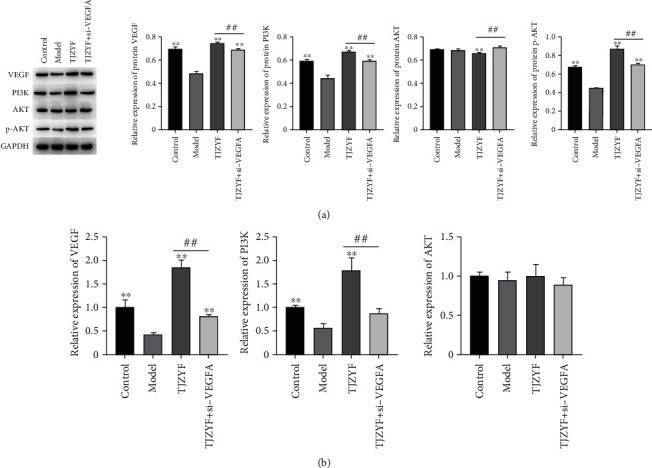 Control
Model
TJZYF
TJZYF+si-VEGFA
VEGF
PI3K
AKT
p-AKT
GAPDH
Relative expression of protein VEGF
0.8
0.6
0.4
0.2
0.0
**
**
**
##
Control
Model
TJZYF
TJZYF+si-VEGFA
Relative expression of protein PI3K
0.8
0.6
0.4
0.2
0.0
**
**
**
##
Control
Model
TJZYF
TJZYF+si-VEGFA
Relative expression of protein AKT
0.8
0.6
0.4
0.2
0.0
**
##
Control
Model
TJZYF
TJZYF+si-VEGFA
Relative expression of protein p-AKT
1.0
0.8
0.6
0.4
0.2
0.0
**
**
**
##
Control
Model
TJZYF
TJZYF+si-VEGFA
(a)
Relative expression of VEGF
2.5
2.0
1.5
1.0
0.5
0.0
**
**
**
##
Control
Model
TJZYF
TJZYF+si-VEGFA
Relative expression of PI3K
2.5
2.0
1.5
1.0
0.5
0.0
**
**
##
Control
Model
TJZYF
TJZYF+si-VEGFA
Relative expression of AKT
1.5
1.0
0.5
0.0
Control
Model
TJZYF
TJZYF+si-VEGFA
(b)